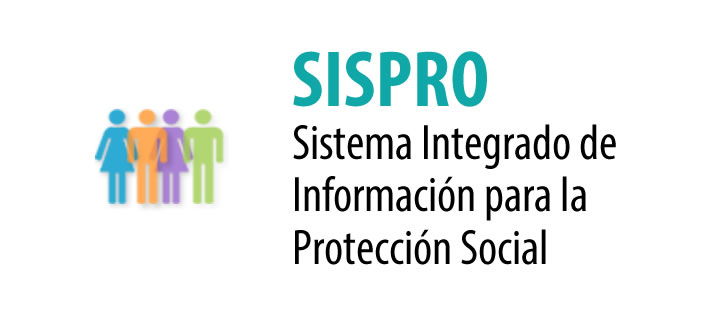 SISPRO
Sistema Integrado de
Información para la
Protección Social